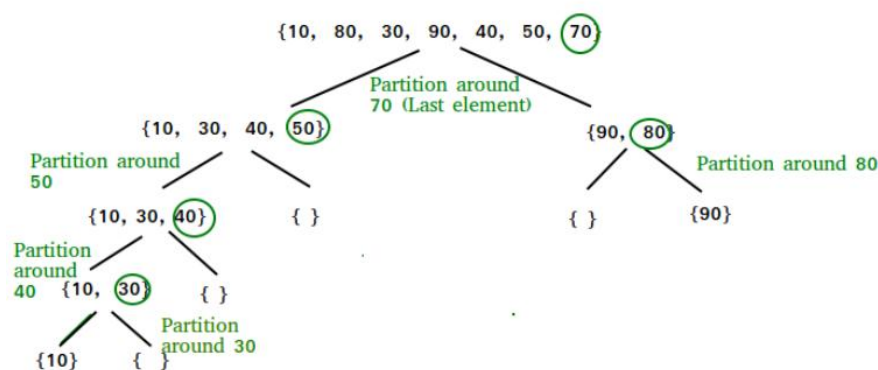 {10, 80, 30, 90, 40, 50, 70}
Partition around
70 (Last element)
{10, 30, 40, 50}
{90, 80}
Partition around
50
Partition around 80
{10, 30, 40}
{ }
{ }
{90}
Partition
around
40
{10, 30}
{ }
Partition
around 30
{10}
{ }